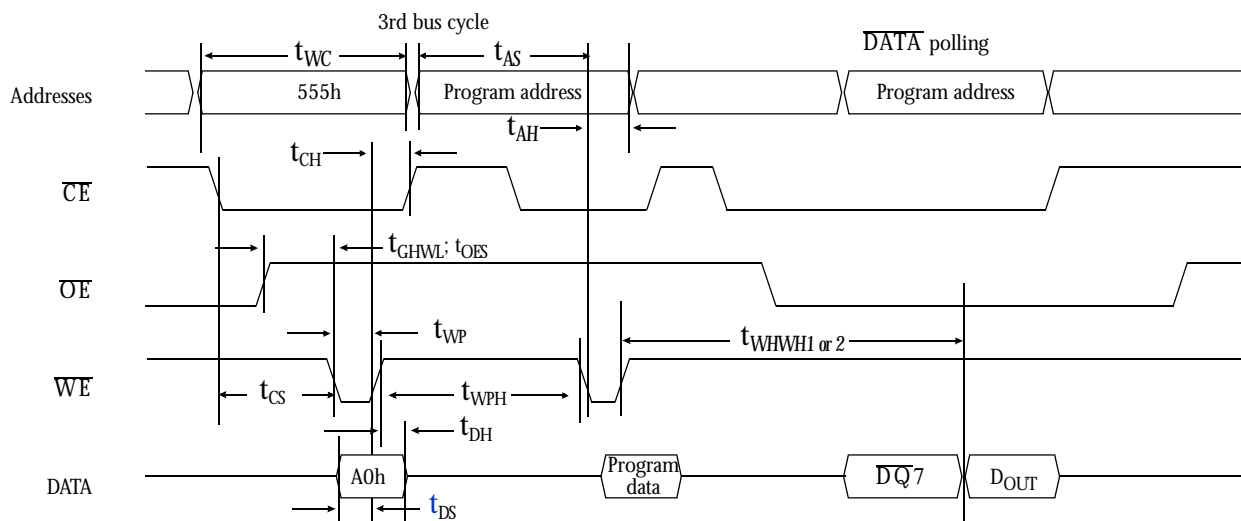 3rd bus cycle
tWC
tAS
DATA polling
Addresses
555h
Program address
Program address
tAH
tCH
CE
tGHWL; tOES
OE
tWP
tWHWH1 or 2
WE
tCS
tWPH
tDH
DATA
A0h
Program
data
DQ7
DOUT
tDS